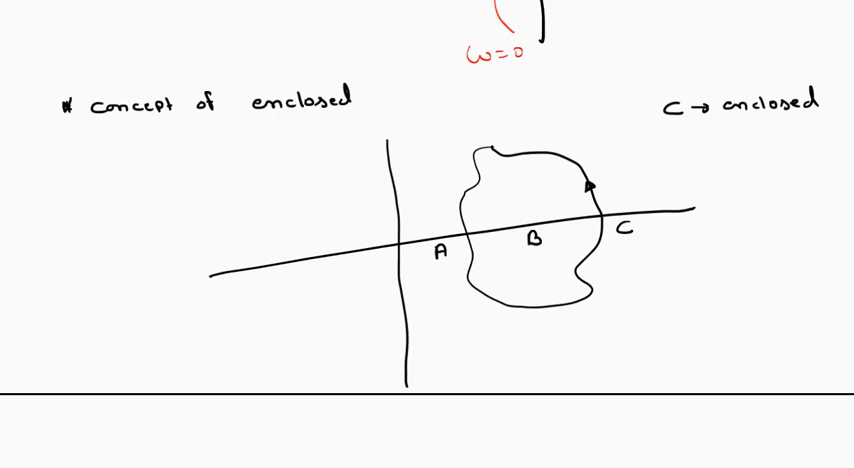 ω=0
* concept of enclosed
C → enclosed
A B C